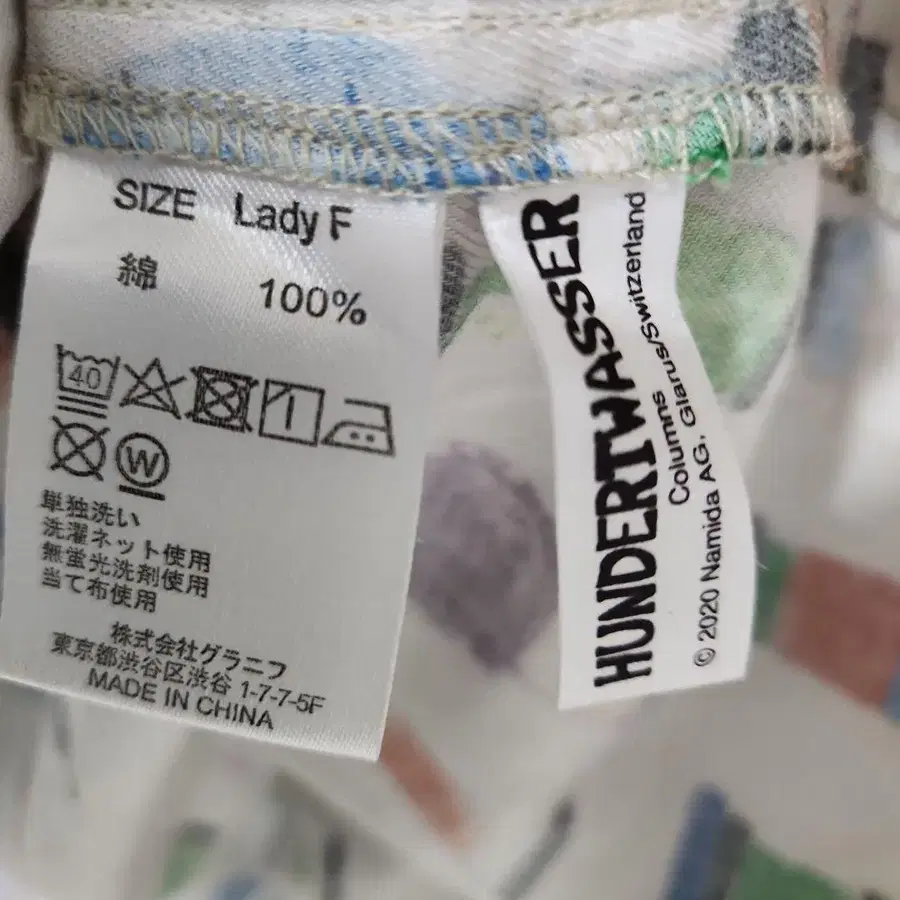 SIZE Lady F
綿 100%
40
W
単独洗い
洗濯ネット使用
無蛍光洗剤使用
当て布使用
株式会社グラニフ
東京都渋谷区渋谷 1-7-7-5F
MADE IN CHINA
HUNDERTWASSER
Columns
© 2020 Namida AG, Glarus/Switzerland